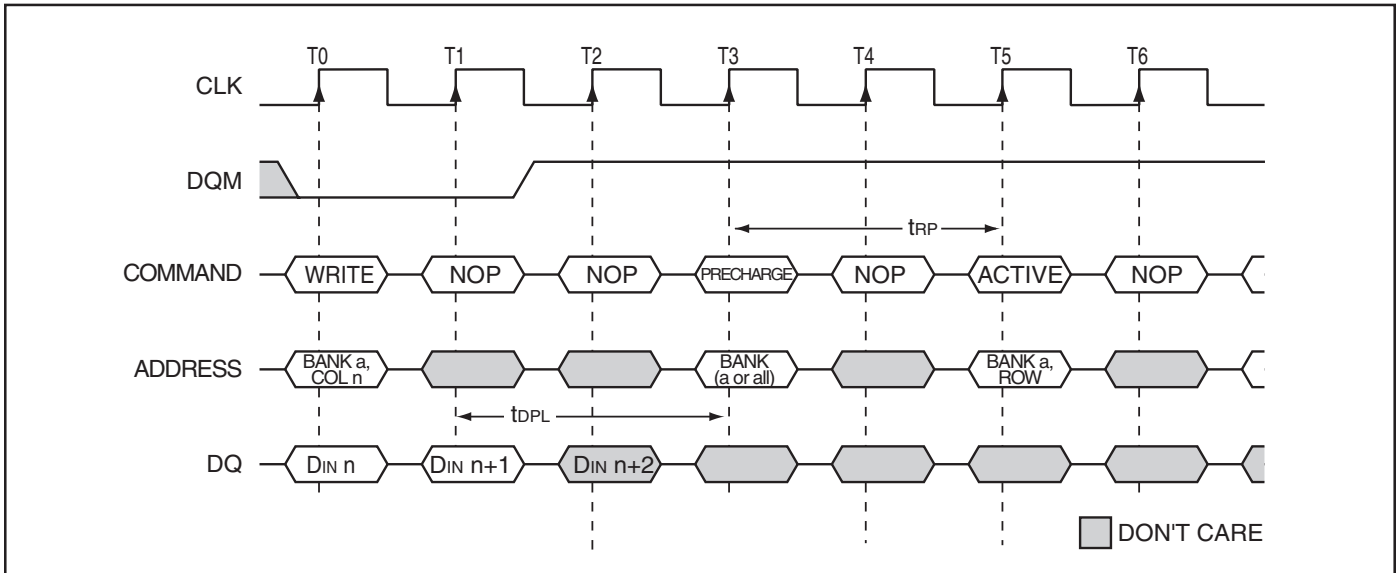 T0 T1 T2 T3 T4 T5 T6
CLK
DQM
tRP
COMMAND WRITE NOP NOP PRECHARGE NOP ACTIVE NOP
ADDRESS BANK a, COL n BANK (a or all) BANK a, ROW
tDPL
DQ DIN n DIN n+1 DIN n+2
DON'T CARE